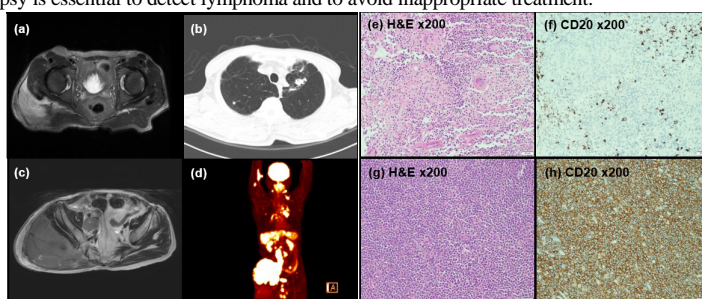 psy is essential to detect lymphoma and to avoid inappropriate treatment.
(a)
(b)
(e) H&E x200
(f) CD20 x200
(c)
(d)
(g) H&E x200
(h) CD20 x200
A